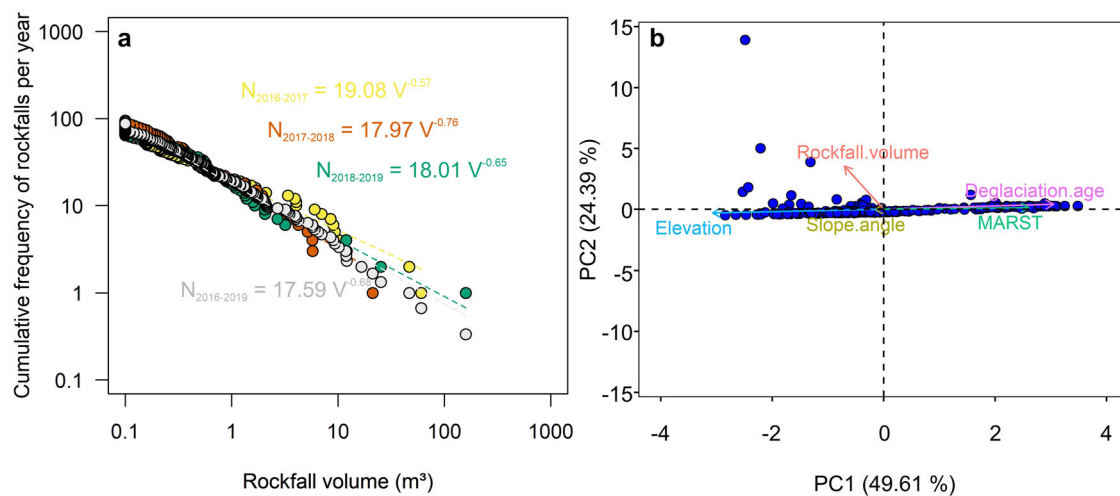 a
Cumulative frequency of rockfalls per year
1000
100
10
1
0.1
N2016-2017 = 19.08 V-0.57
N2017-2018 = 17.97 V-0.76
N2018-2019 = 18.01 V-0.65
N2016-2019 = 17.59 V-0.68
0.1 1 10 100 1000
Rockfall volume (m³)
b
PC2 (24.39 %)
15
10
5
0
-5
-10
-15
Rockfall.volume
Deglaciation.age
Elevation
Slope.angle
MARST
-4 -2 0 2 4
PC1 (49.61 %)